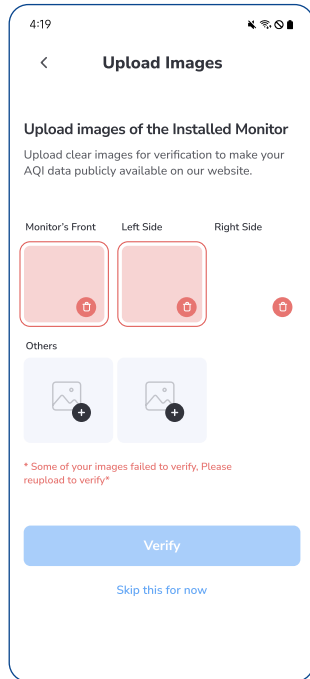 4:19
Upload Images
Upload images of the Installed Monitor
Upload clear images for verification to make your
AQI data publicly available on our website.
Monitor's Front Left Side Right Side
Others
* Some of your images failed to verify, Please
reupload to verify*
Verify
Skip this for now